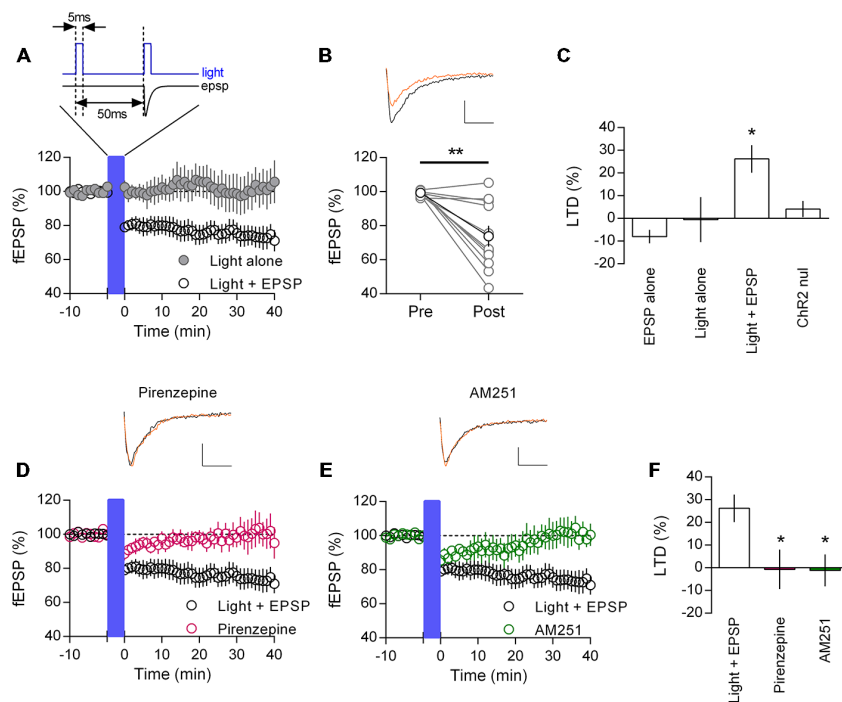 A
5ms
light
epsp
50ms
120
100
80
60
40
fEPSP (%)
Light alone
Light + EPSP
-10
0
10
20
30
40
Time (min)
B
**
120
100
80
60
40
fEPSP (%)
Pre
Post
C
*
40
30
20
10
0
-10
-20
LTD (%)
EPSP alone
Light alone
Light + EPSP
ChR2 nul
D
Pirenzepine
120
100
80
60
40
fEPSP (%)
Light + EPSP
Pirenzepine
-10
0
10
20
30
40
Time (min)
E
AM251
120
100
80
60
40
fEPSP (%)
Light + EPSP
AM251
-10
0
10
20
30
40
Time (min)
F
* *
40
30
20
10
0
-10
-20
LTD (%)
Light + EPSP
Pirenzepine
AM251